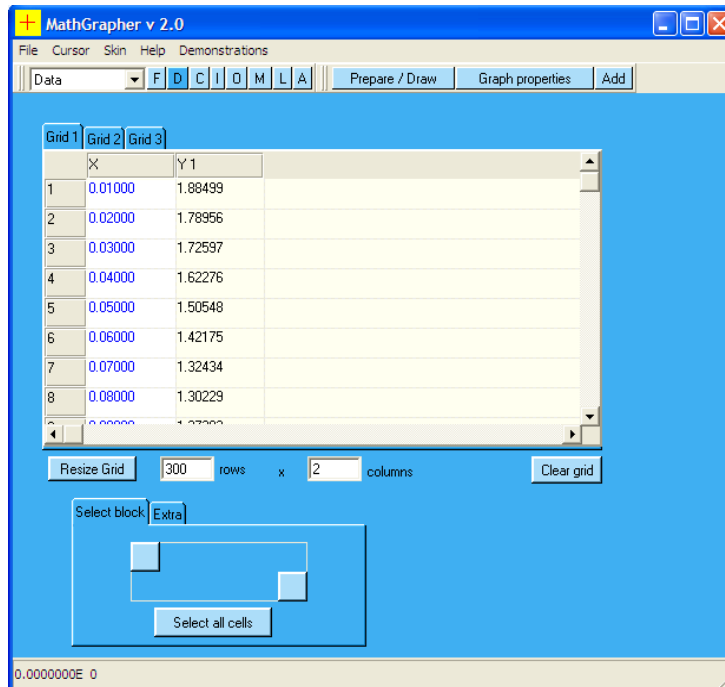 MathGrapher v 2.0
File Cursor Skin Help Demonstrations
Data F D C I O M L A Prepare / Draw Graph properties Add
Grid 1 Grid 2 Grid 3
X Y 1
1 0.01000 1.88499
2 0.02000 1.78956
3 0.03000 1.72597
4 0.04000 1.62276
5 0.05000 1.50548
6 0.06000 1.42175
7 0.07000 1.32434
8 0.08000 1.30229
Resize Grid 300 rows x 2 columns Clear grid
Select block Extra
Select all cells
0.0000000E 0